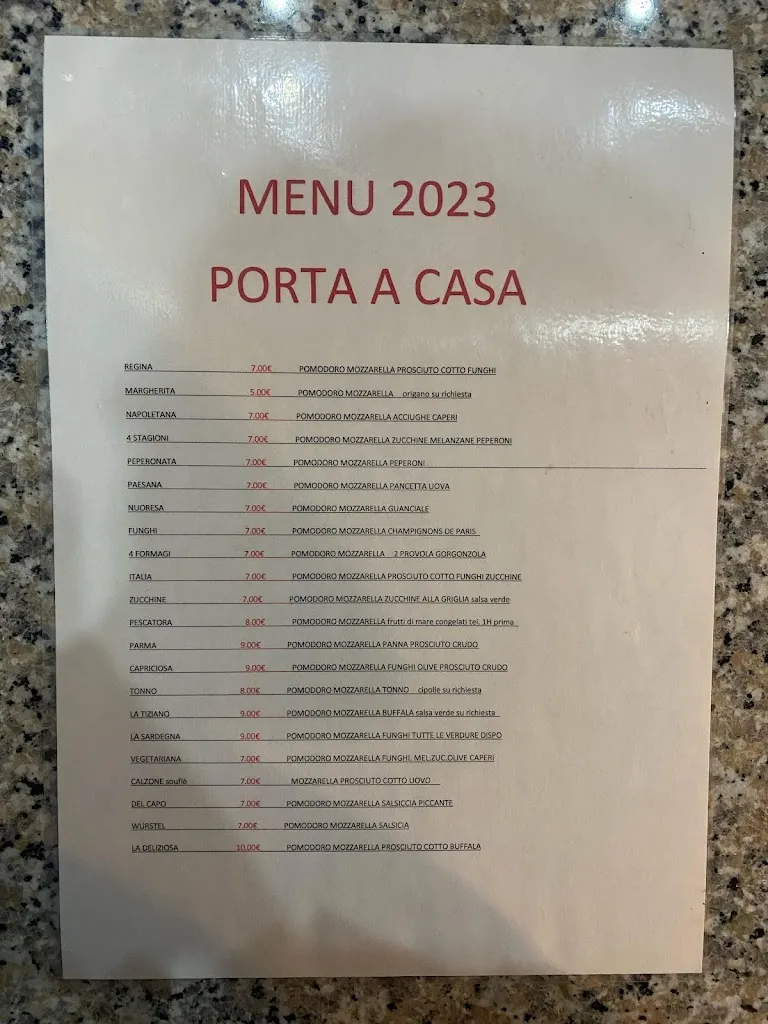 MENU 2023
PORTA A CASA
REGINA 7.00€ POMODORO MOZZARELLA PROSCIUTO COTTO FUNGHI
MARGHERITA 5.00€ POMODORO MOZZARELLA origano su richiesta
NAPOLETANA 7.00€ POMODORO MOZZARELLA ACCIUGHE CAPERI
4 STAGIONI 7.00€ POMODORO MOZZARELLA ZUCCHINE MELANZANE PEPERONI
PEPERONATA 7.00€ POMODORO MOZZARELLA PEPERONI
PAESANA 7.00€ POMODORO MOZZARELLA PANCETTA UOVA
NUORESA 7.00€ POMODORO MOZZARELLA GUANCIALE
FUNGHI 7.00€ POMODORO MOZZARELLA CHAMPIGNONS DE PARIS
4 FORMAGI 7.00€ POMODORO MOZZARELLA 2 PROVOLA GORGONZOLA
ITALIA 7.00€ POMODORO MOZZARELLA PROSCIUTO COTTO FUNGHI ZUCCHINE
ZUCCHINE 7.00€ POMODORO MOZZARELLA ZUCCHINE ALLA GRIGLIA salsa verde
PESCATORA 8.00€ POMODORO MOZZARELLA frutti di mare congelati tel. 1H prima
PARMA 9.00€ POMODORO MOZZARELLA PANNA PROSCIUTO CRUDO
CAPRICIOSA 9.00€ POMODORO MOZZARELLA FUNGHI OLIVE PROSCIUTO CRUDO
TONNO 8.00€ POMODORO MOZZARELLA TONNO cipolle su richiesta
LA TIZIANO 9.00€ POMODORO MOZZARELLA BUFFALA salsa verde su richiesta
LA SARDEGNA 9.00€ POMODORO MOZZARELLA FUNGHI TUTTE LE VERDURE DISPO
VEGETARIANA 7.00€ POMODORO MOZZARELLA FUNGHI, MEL.ZUC.OLIVE CAPERI
CALZONE souflè 7.00€ MOZZARELLA PROSCIUTO COTTO UOVO
DEL CAPO 7.00€ POMODORO MOZZARELLA SALSICCIA PICCANTE
WURSTEL 7.00€ POMODORO MOZZARELLA SALSICIA
LA DELIZIOSA 10.00€ POMODORO MOZZARELLA PROSCIUTO COTTO BUFFALA